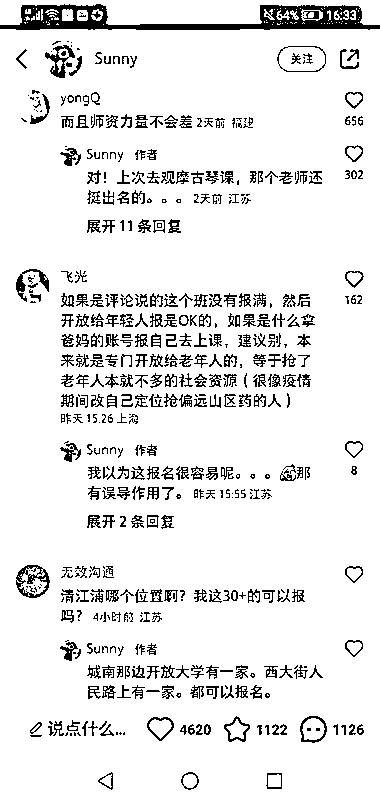 64% 16:33
Sunny 关注
yongQ
而且师资力量不会差 2天前 福建
656
Sunny 作者
对！上次去观摩古琴课，那个老师还
挺出名的。。。 2天前 江苏
302
展开 11 条回复
飞光
如果是评论说的这个班没有报满，然后
开放给年轻人报是OK的，如果是什么拿
爸妈的账号报自己去上课，建议别，本
来就是专门开放给老年人的，等于抢了
老年人本就不多的社会资源（很像疫情
期间改自己定位抢偏远山区药的人）
昨天 15:26 上海
162
Sunny 作者
我以为这报名很容易呢。。。那
有误导作用了。 昨天 15:55 江苏
8
展开 2 条回复
无效沟通
清江浦哪个位置啊？我这30+的可以报
吗？ 4小时前 江苏
Sunny 作者
城南那边开放大学有一家。西大街人
民路上有一家。都可以报名。
说点什么... 4620 1122 1126